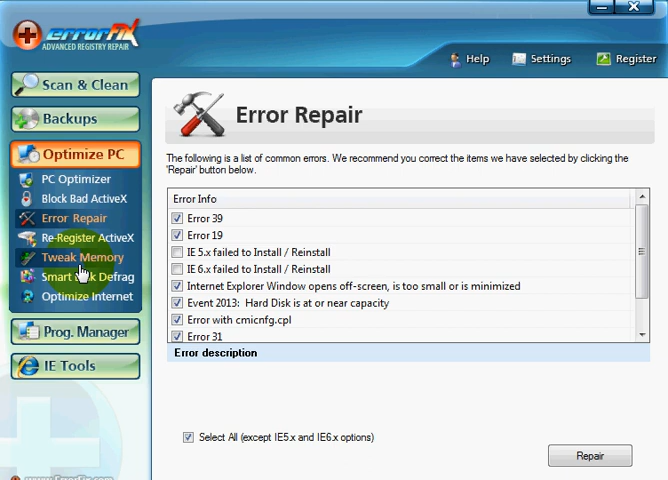 errorFIX
ADVANCED REGISTRY REPAIR
Help
Settings
Register
Scan & Clean
Backups
Optimize PC
PC Optimizer
Block Bad ActiveX
Error Repair
Re-Register ActiveX
Tweak Memory
Smart Defrag
Optimize Internet
Prog. Manager
IE Tools
www.ErrorFix.com
Error Repair
The following is a list of common errors. We recommend you correct the items we have selected by clicking the
'Repair' button below.
Error Info
Error 39
Error 19
IE 5.x failed to Install / Reinstall
IE 6.x failed to Install / Reinstall
Internet Explorer Window opens off-screen, is too small or is minimized
Event 2013: Hard Disk is at or near capacity
Error with cmicnfg.cpl
Error 31
Error description
Select All (except IE5.x and IE6.x options)
Repair